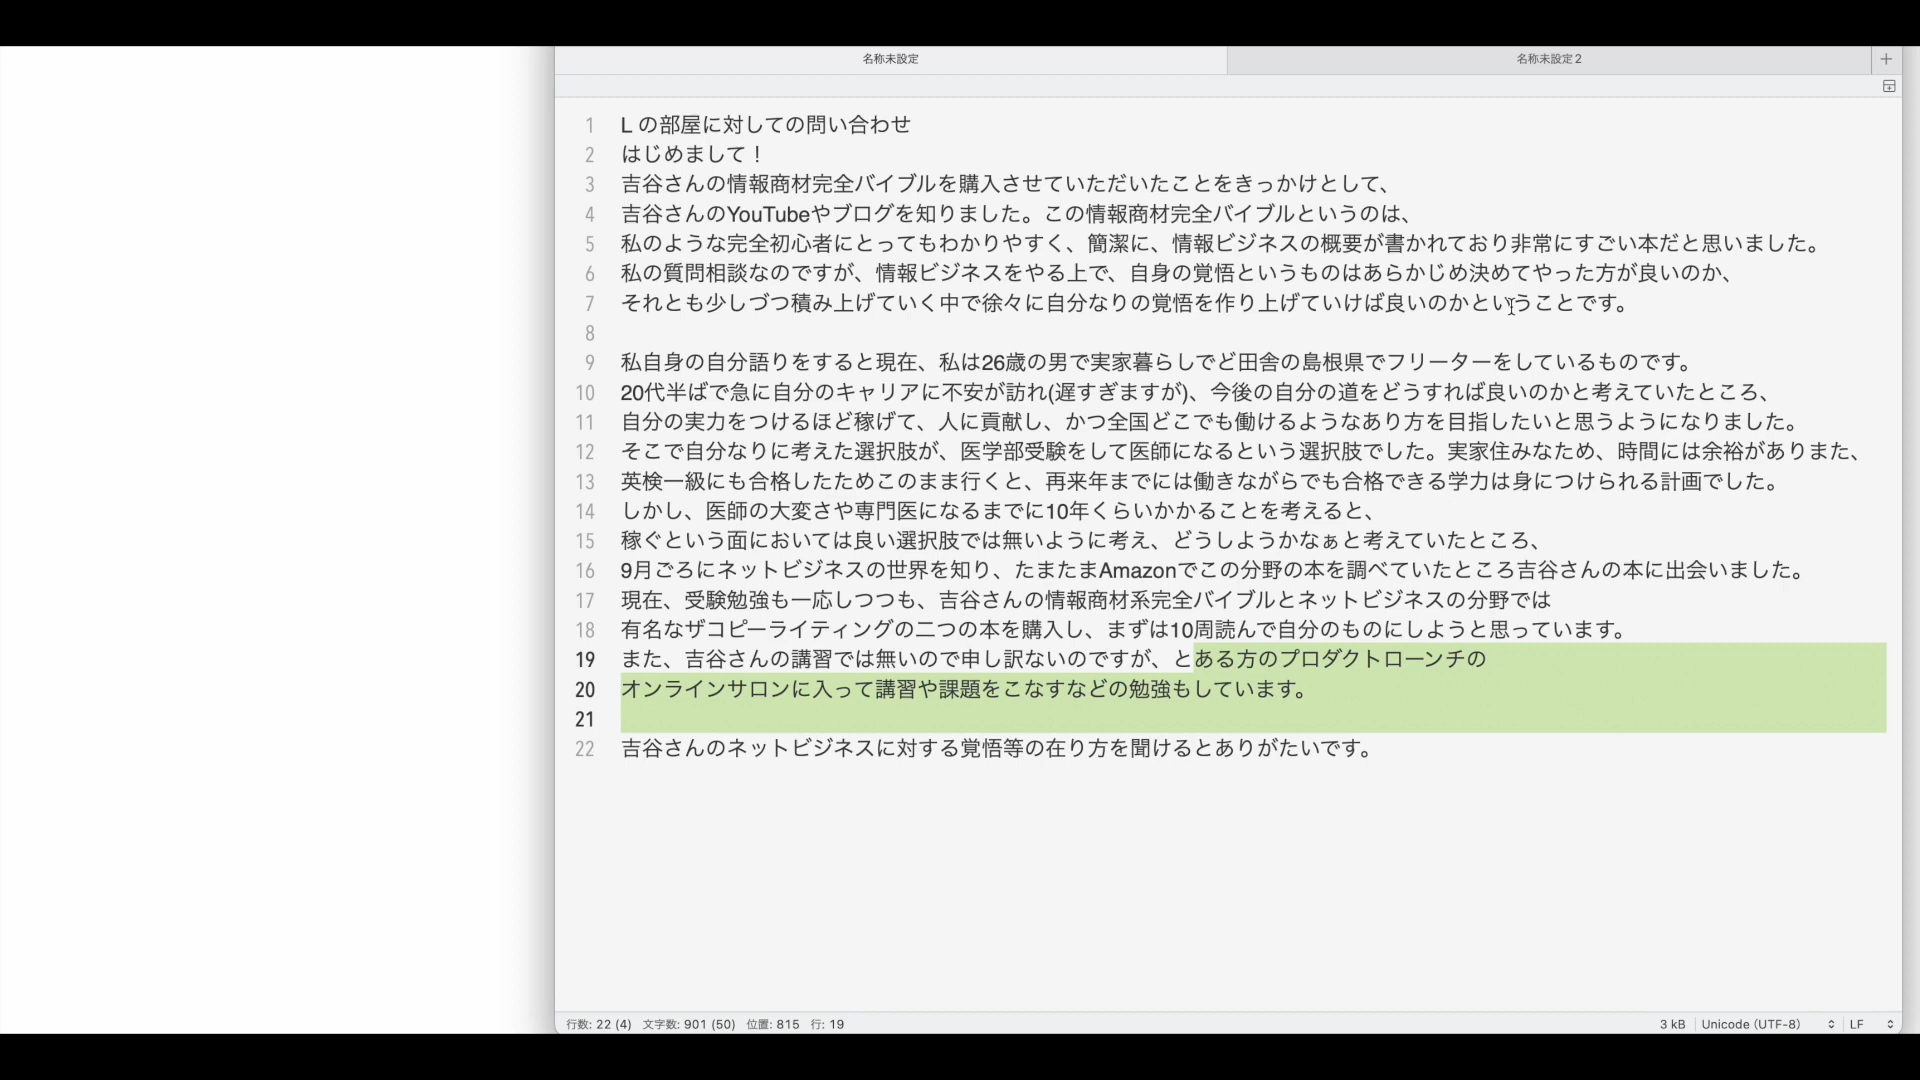 名称未設定
名称未設定2
1 L の部屋に対しての問い合わせ
2 はじめまして！
3 吉谷さんの情報商材完全バイブルを購入させていただいたことをきっかけとして、
4 吉谷さんのYouTubeやブログを知りました。この情報商材完全バイブルというのは、
5 私のような完全初心者にとってもわかりやすく、簡潔に、情報ビジネスの概要が書かれており非常にすごい本だと思いました。
6 私の質問相談なのですが、情報ビジネスをやる上で、自身の覚悟というものはあらかじめ決めてやった方が良いのか、
7 それとも少しづつ積み上げていく中で徐々に自分なりの覚悟を作り上げていけば良いのかということです。
8
9 私自身の自分語りをすると現在、私は26歳の男で実家暮らしでど田舎の島根県でフリーターをしているものです。
10 20代半ばで急に自分のキャリアに不安が訪れ(遅すぎますが)、今後の自分の道をどうすれば良いのかと考えていたところ、
11 自分の実力をつけるほど稼げて、人に貢献し、かつ全国どこでも働けるようなあり方を目指したいと思うようになりました。
12 そこで自分なりに考えた選択肢が、医学部受験をして医師になるという選択肢でした。実家住みなため、時間には余裕がありまた、
13 英検一級にも合格したためこのまま行くと、再来年までには働きながらでも合格できる学力は身につけられる計画でした。
14 しかし、医師の大変さや専門医になるまでに10年くらいかかることを考えると、
15 稼ぐという面においては良い選択肢では無いように考え、どうしようかなぁと考えていたところ、
16 9月ごろにネットビジネスの世界を知り、たまたまAmazonでこの分野の本を調べていたところ吉谷さんの本に出会いました。
17 現在、受験勉強も一応しつつも、吉谷さんの情報商材系完全バイブルとネットビジネスの分野では
18 有名なザコピーライティングの二つの本を購入し、まずは10周読んで自分のものにしようと思っています。
19 また、吉谷さんの講習では無いので申し訳ないのですが、とある方のプロダクトローンチの
20 オンラインサロンに入って講習や課題をこなすなどの勉強もしています。
21
22 吉谷さんのネットビジネスに対する覚悟等の在り方を聞けるとありがたいです。
行数: 22 (4) 文字数: 901 (50) 位置: 815 行: 19
3 kB Unicode (UTF-8) LF